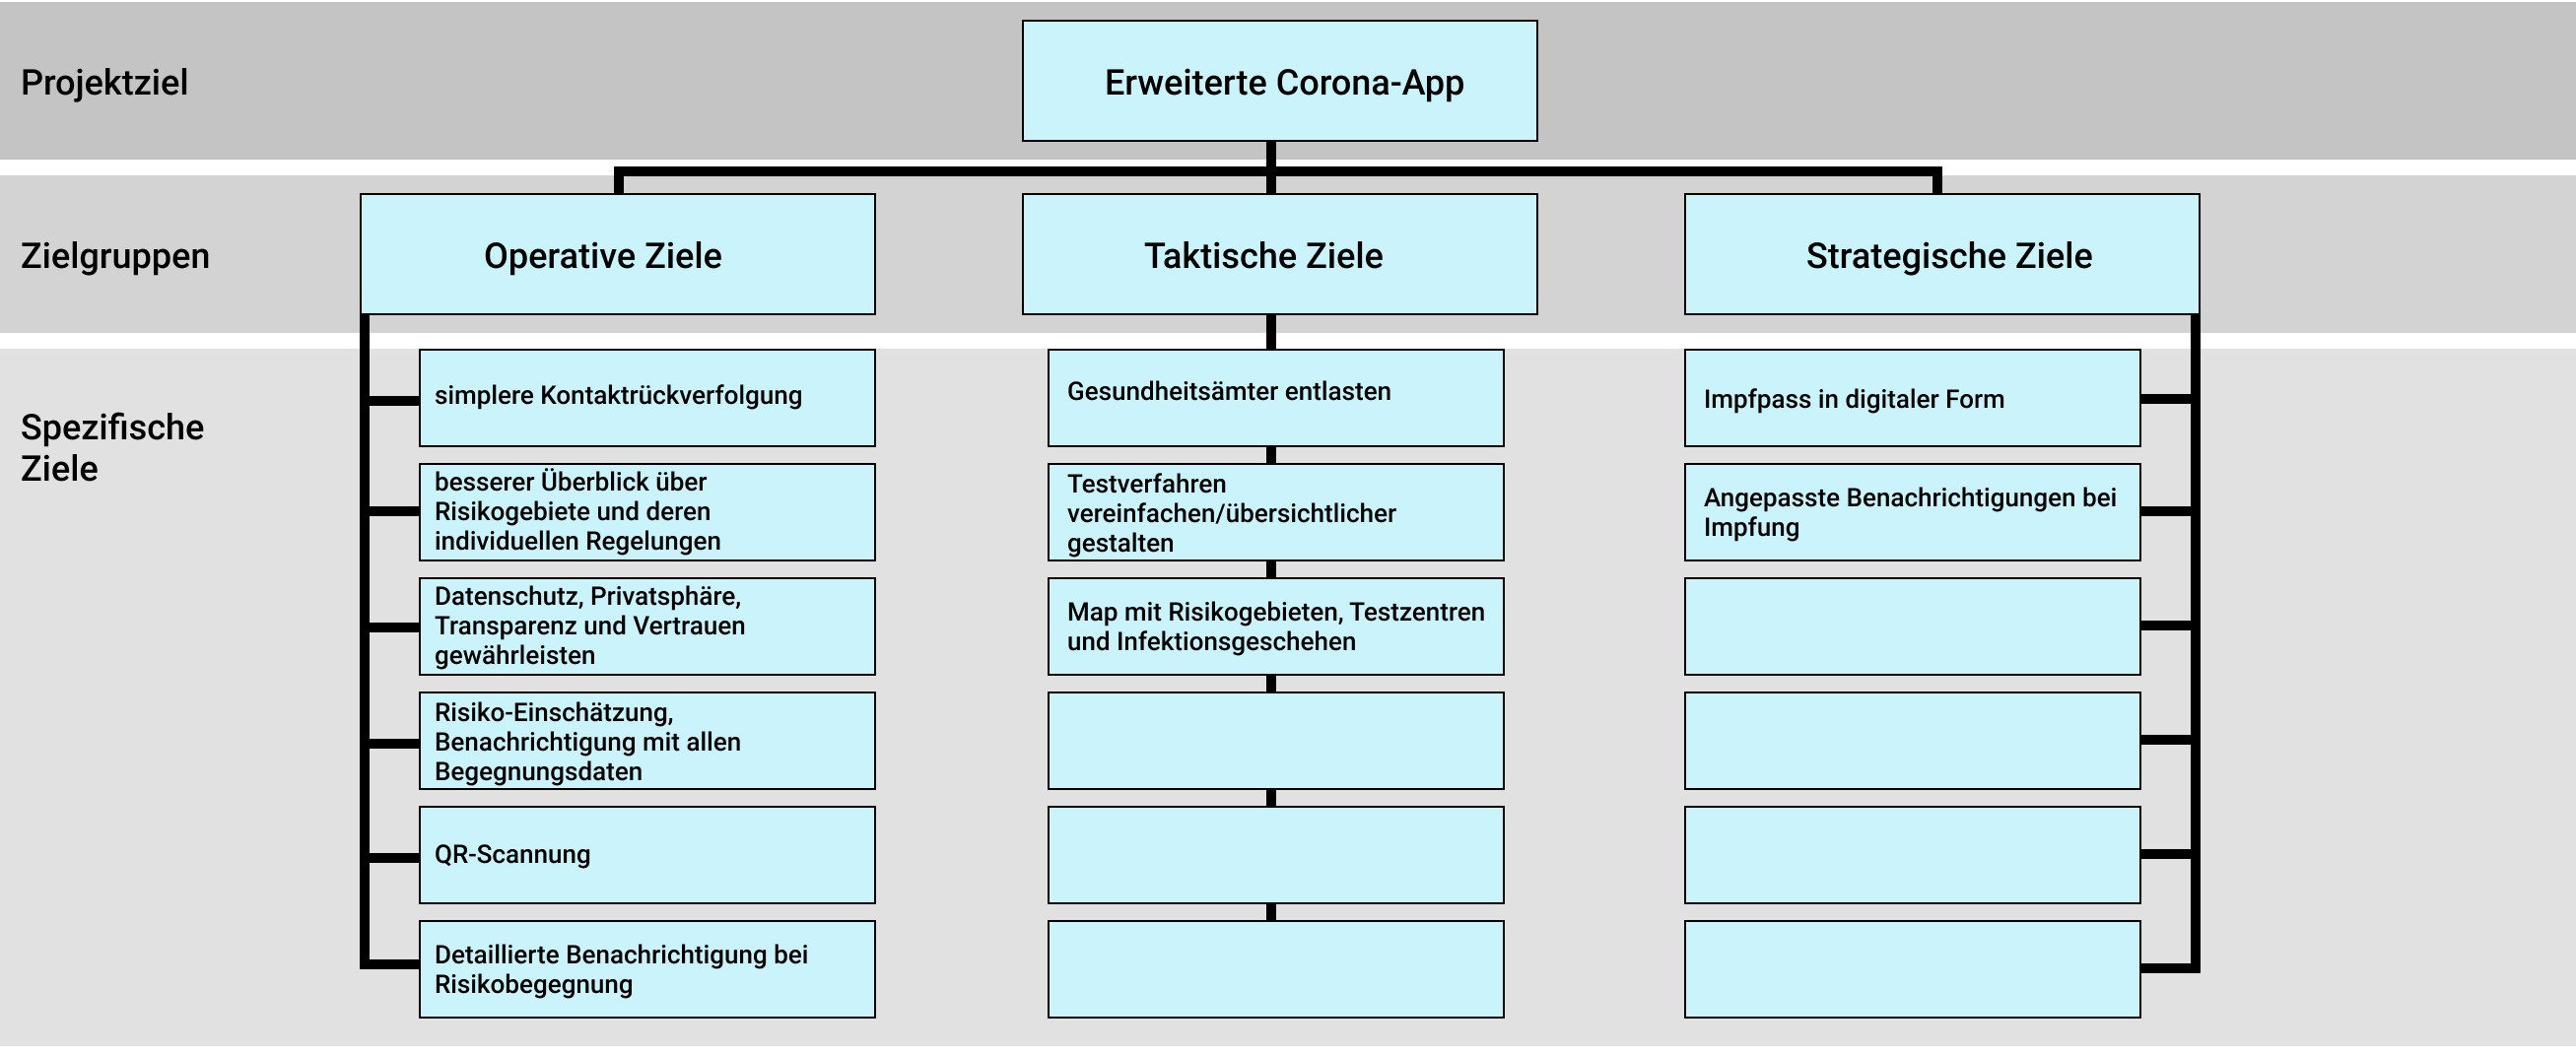 Projektziel
Erweiterte Corona-App
Zielgruppen
Operative Ziele
Taktische Ziele
Strategische Ziele
Spezifische
Ziele
simplere Kontaktrückverfolgung
besserer Überblick über
Risikogebiete und deren
individuellen Regelungen
Datenschutz, Privatsphäre,
Transparenz und Vertrauen
gewährleisten
Risiko-Einschätzung,
Benachrichtigung mit allen
Begegnungsdaten
QR-Scannung
Detaillierte Benachrichtigung bei
Risikobegegnung
Gesundheitsämter entlasten
Testverfahren
vereinfachen/übersichtlicher
gestalten
Map mit Risikogebieten, Testzentren
und Infektionsgeschehen
Impfpass in digitaler Form
Angepasste Benachrichtigungen bei
Impfung